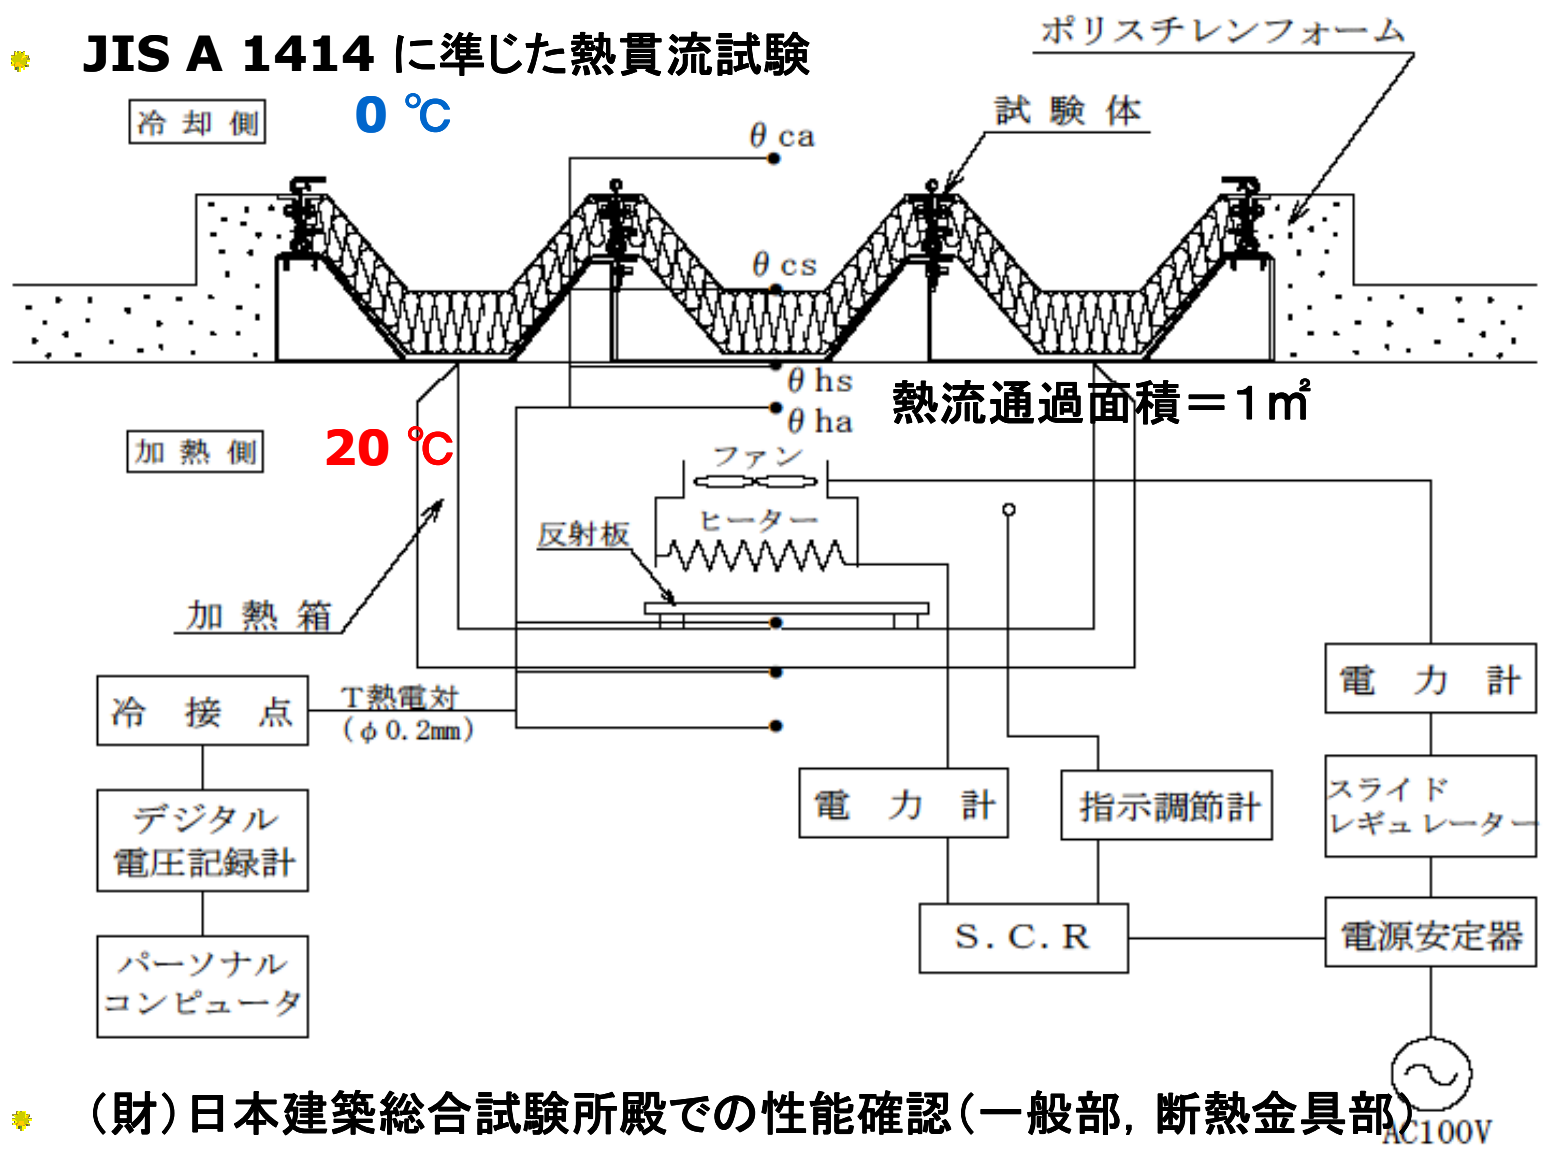 JIS A 1414 に準じた熱貫流試験
ポリスチレンフォーム
冷却側
0 ℃
θca
試験体
θcs
θhs
熱流通過面積＝1㎡
θha
加熱側
20 ℃
ファン
ヒーター
反射板
加熱箱
電力計
冷接点
T熱電対
(φ0.2mm)
電力計
指示調節計
スライド
レギュレーター
デジタル
電圧記録計
S.C.R
電源安定器
パーソナル
コンピュータ
（財）日本建築総合試験所殿での性能確認（一般部，断熱金具部）
AC100V